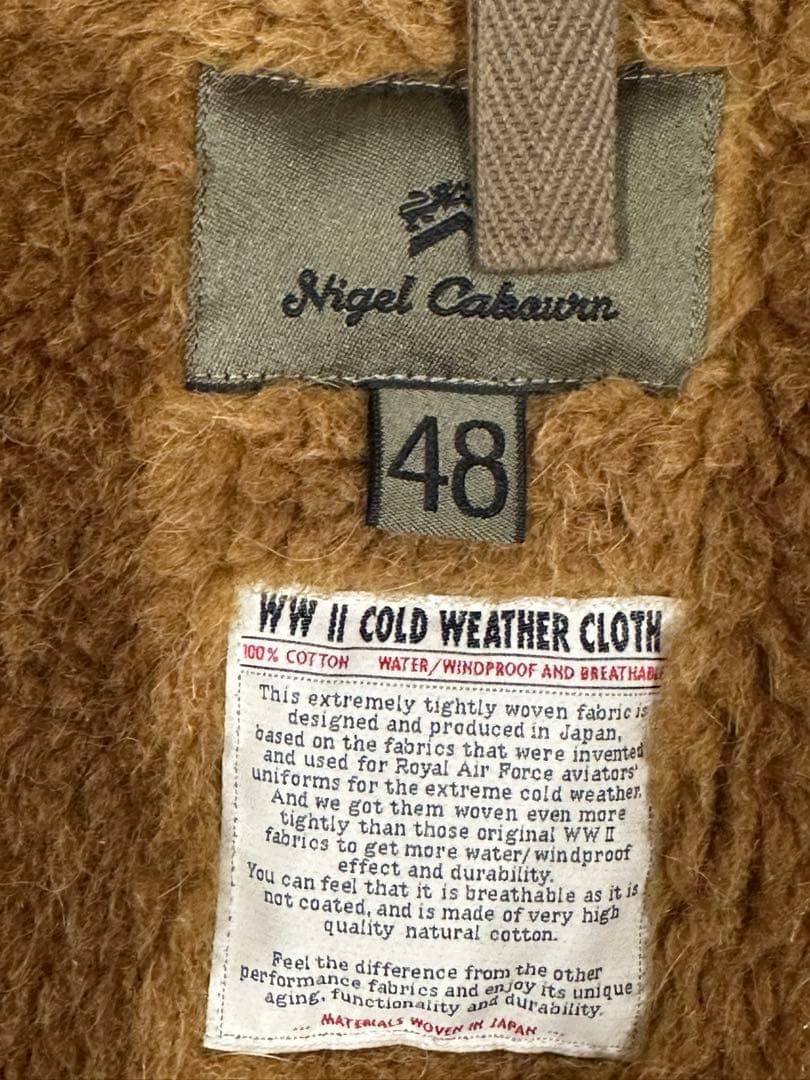 Nigel Cabourn
48
WW II COLD WEATHER CLOTH
100% COTTON WATER/WINDPROOF AND BREATHABLE
This extremely tightly woven fabric is
designed and produced in Japan,
based on the fabrics that were invented
and used for Royal Air Force aviators'
uniforms for the extreme cold weather.
And we got them woven even more
tightly than those original WW II
fabrics to get more water/windproof
effect and durability.
You can feel that it is breathable as it is
not coated, and is made of very high
quality natural cotton.
Feel the difference from the other
performance fabrics and enjoy its unique
aging, functionality and durability.
... MATERIALS WOVEN IN JAPAN ...